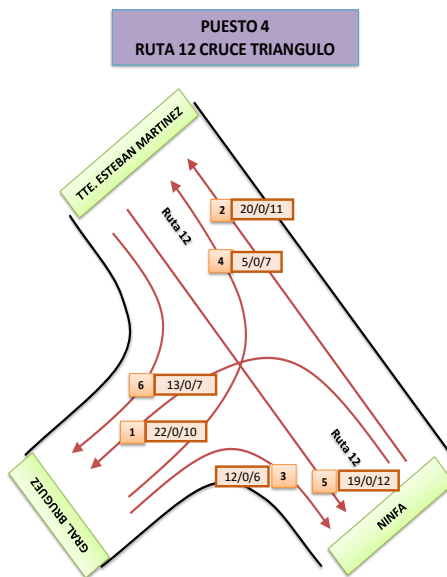 PUESTO 4
RUTA 12 CRUCE TRIANGULO
TTE. ESTEBAN MARTINEZ
2 20/0/11
Ruta 12
4 5/0/7
6 13/0/7
1 22/0/10
Ruta 12
12/0/6 3
5 19/0/12
GRAL BRUGUEZ
NINFA